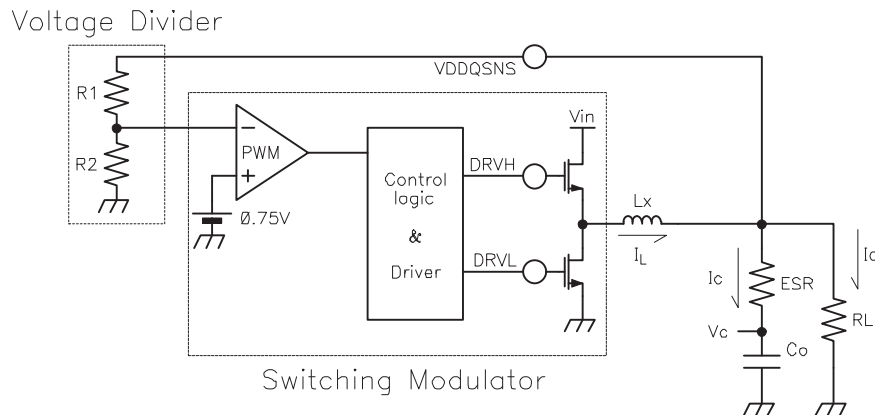 Voltage Divider
VDDQSNS
R1
R2
PWM
−
+
0.75V
Control
logic
&
Driver
DRVH
DRVL
Vin
Lx
IL
Ic
ESR
Vc
Co
RL
Switching Modulator